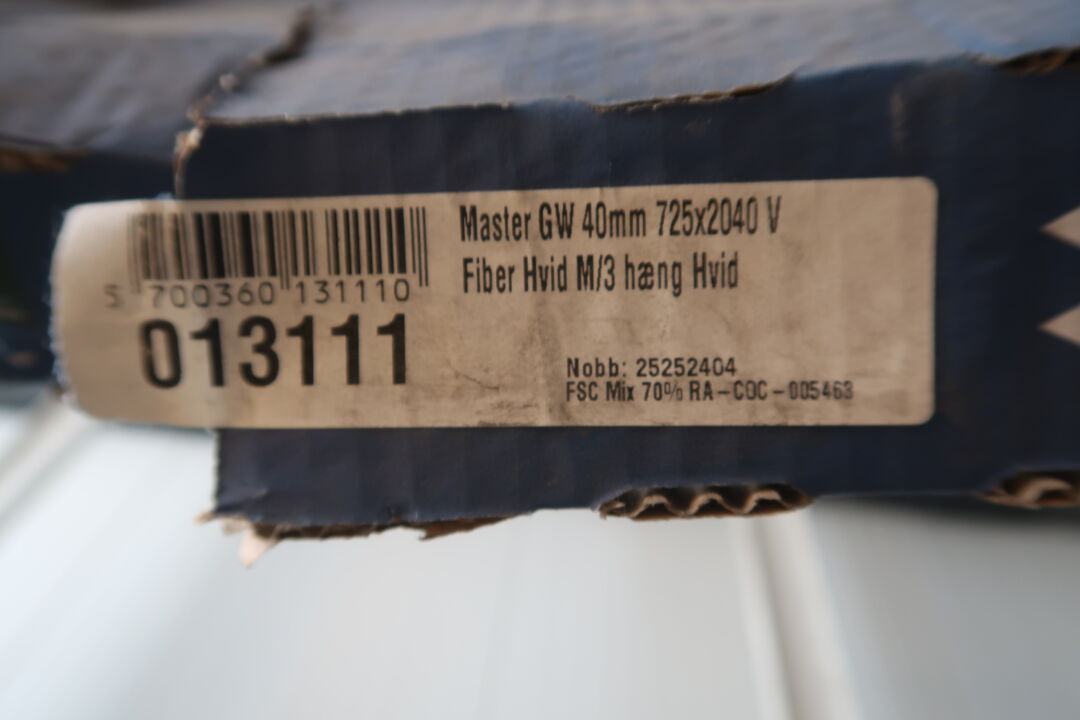 Master GW 40mm 725x2040 V
Fiber Hvid M/3 hæng Hvid
5 700360 131110
013111
Nobb: 25252404
FSC Mix 70% RA-COC-005463